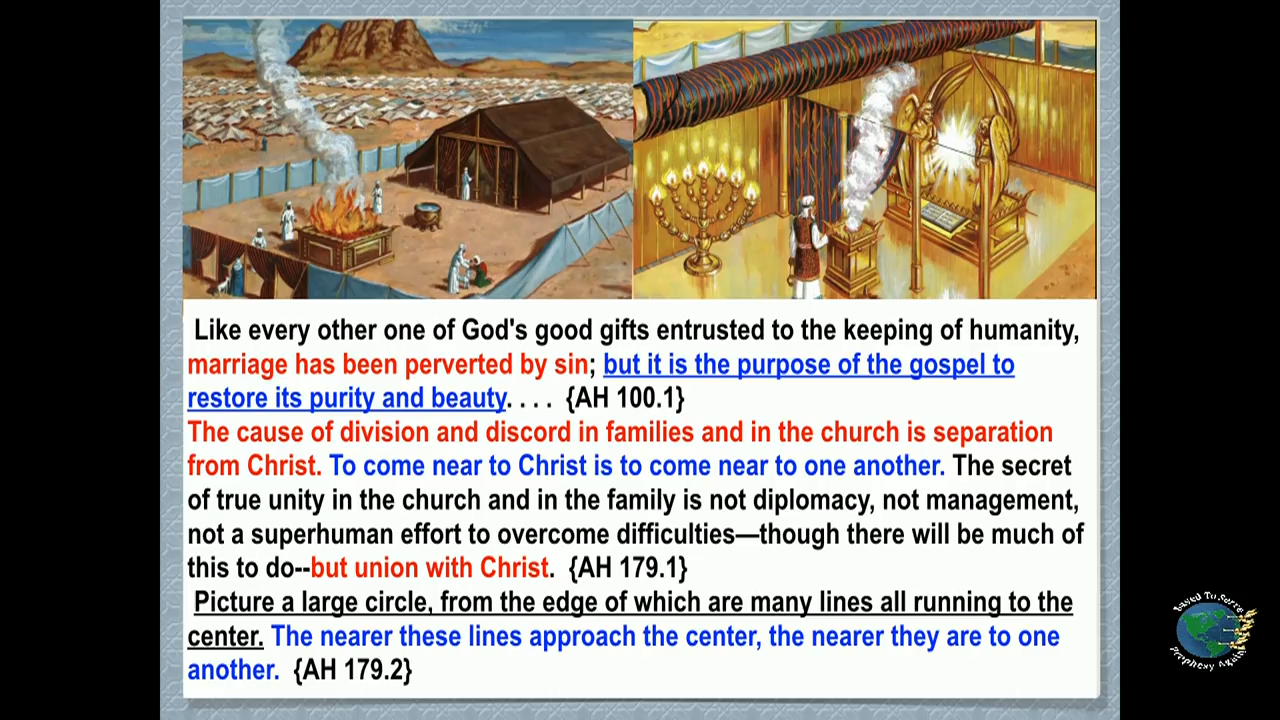 Like every other one of God's good gifts entrusted to the keeping of humanity,
marriage has been perverted by sin; but it is the purpose of the gospel to
restore its purity and beauty. . . . {AH 100.1}
The cause of division and discord in families and in the church is separation
from Christ. To come near to Christ is to come near to one another. The secret
of true unity in the church and in the family is not diplomacy, not management,
not a superhuman effort to overcome difficulties—though there will be much of
this to do--but union with Christ. {AH 179.1}
Picture a large circle, from the edge of which are many lines all running to the
center. The nearer these lines approach the center, the nearer they are to one
another. {AH 179.2}
To Serve
Prophesy Again